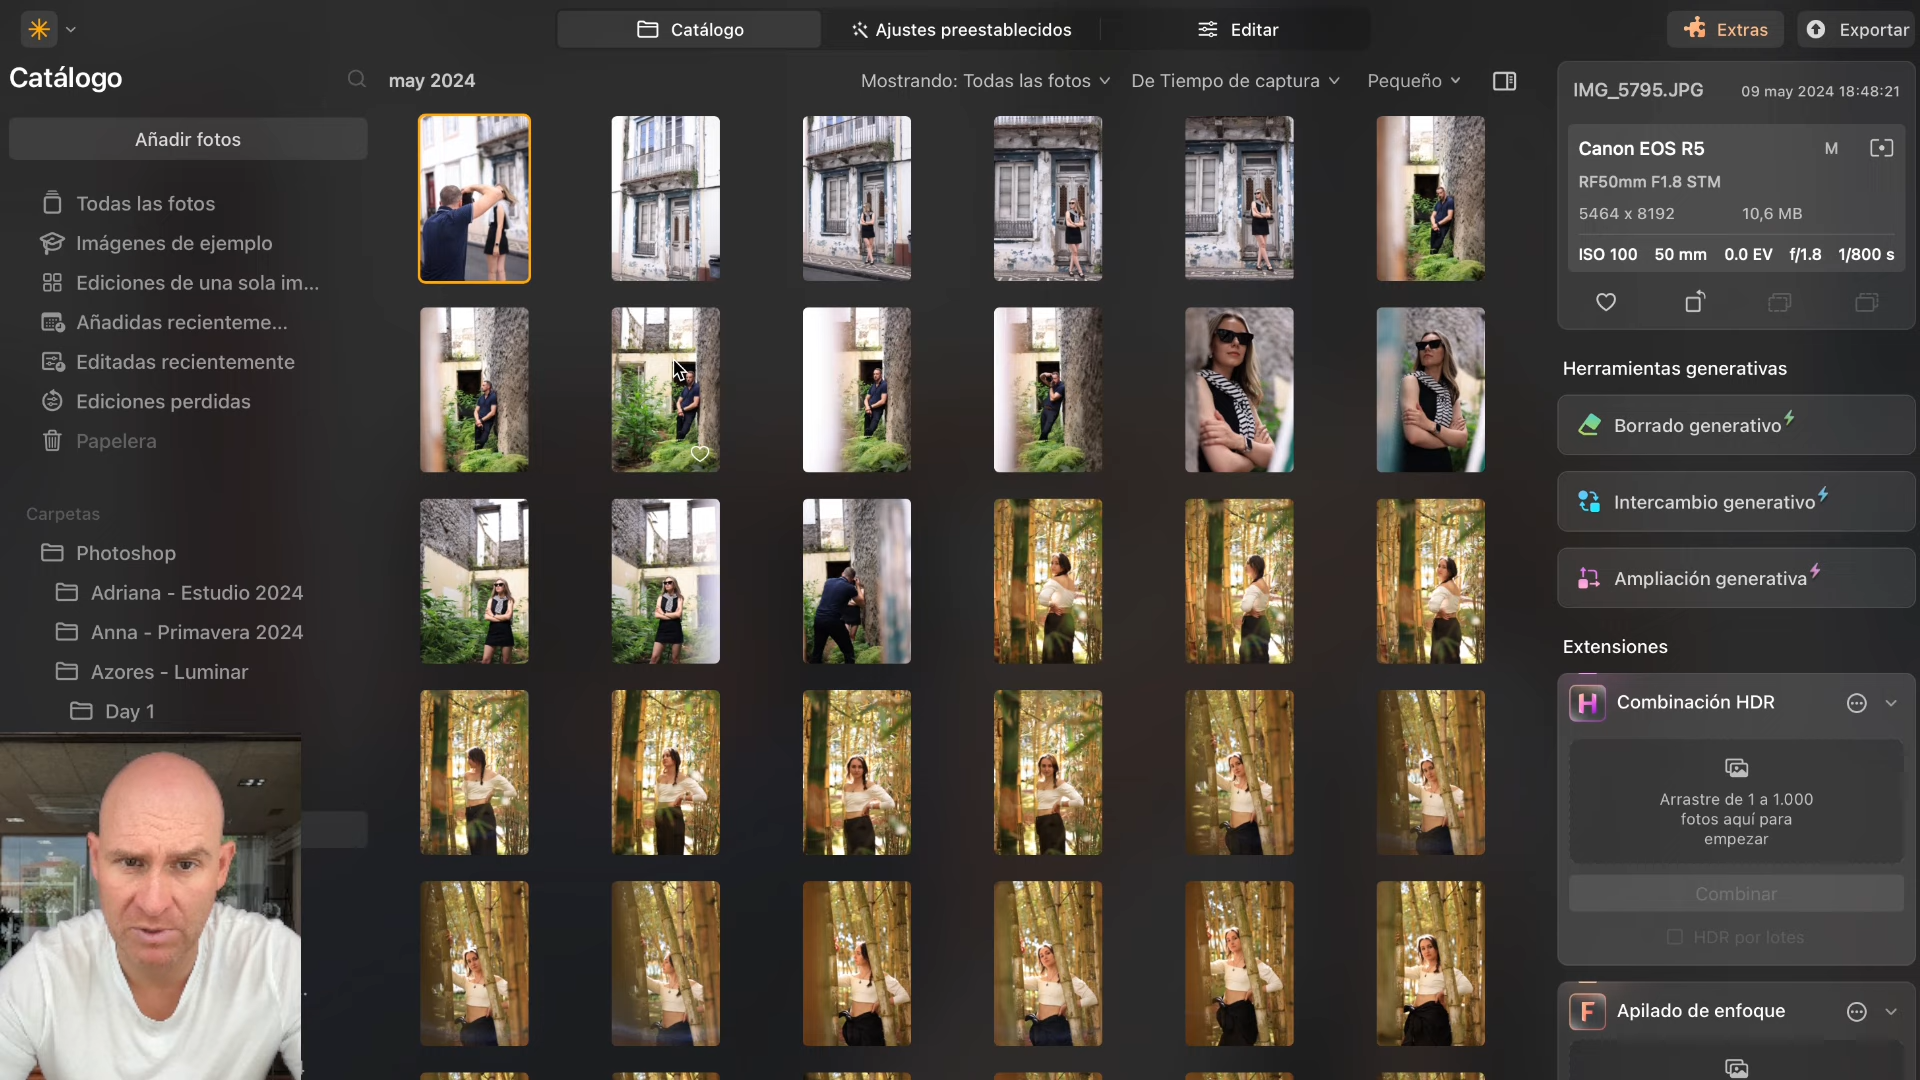 Catálogo
Ajustes preestablecidos
Editar
Extras
Exportar
Catálogo
may 2024
Mostrando: Todas las fotos
De Tiempo de captura
Pequeño
Añadir fotos
Todas las fotos
Imágenes de ejemplo
Ediciones de una sola im...
Añadidas recienteme...
Editadas recientemente
Ediciones perdidas
Papelera
Carpetas
Photoshop
Adriana - Estudio 2024
Anna - Primavera 2024
Azores - Luminar
Day 1
IMG_5795.JPG
09 may 2024 18:48:21
Canon EOS R5
M
RF50mm F1.8 STM
5464 x 8192
10,6 MB
ISO 100
50 mm
0.0 EV
f/1.8
1/800 s
Herramientas generativas
Borrado generativo
Intercambio generativo
Ampliación generativa
Extensiones
H
Combinación HDR
Arrastre de 1 a 1.000
fotos aquí para
empezar
Combinar
HDR por lotes
F
Apilado de enfoque